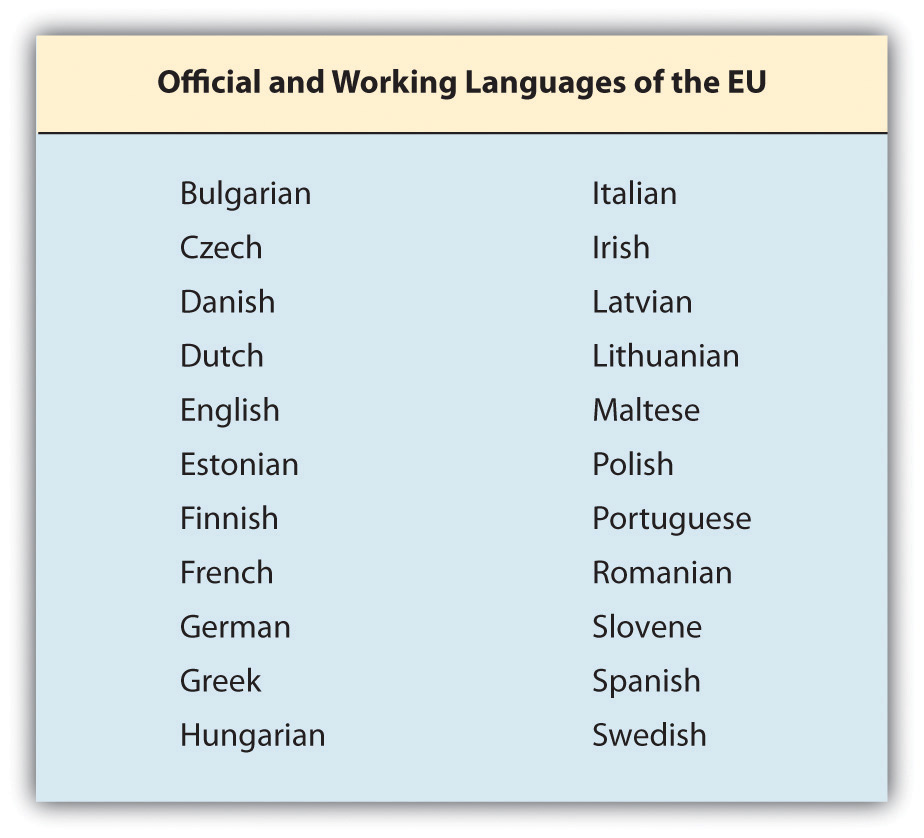 Official and Working Languages of the EU
Bulgarian
Czech
Danish
Dutch
English
Estonian
Finnish
French
German
Greek
Hungarian
Italian
Irish
Latvian
Lithuanian
Maltese
Polish
Portuguese
Romanian
Slovene
Spanish
Swedish